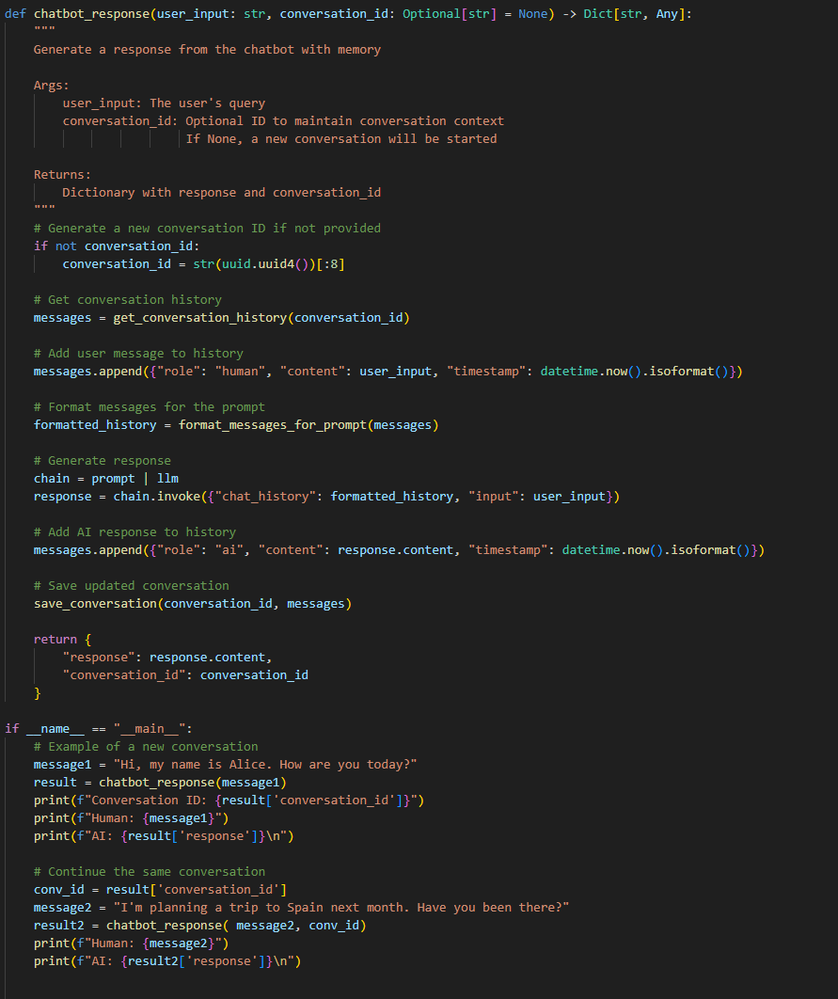 def chatbot_response(user_input: str, conversation_id: Optional[str] = None) -> Dict[str, Any]:
    """
    Generate a response from the chatbot with memory

    Args:
        user_input: The user's query
        conversation_id: Optional ID to maintain conversation context
                         If None, a new conversation will be started

    Returns:
        Dictionary with response and conversation_id
    """
    # Generate a new conversation ID if not provided
    if not conversation_id:
        conversation_id = str(uuid.uuid4())[:8]

    # Get conversation history
    messages = get_conversation_history(conversation_id)

    # Add user message to history
    messages.append({"role": "human", "content": user_input, "timestamp": datetime.now().isoformat()})

    # Format messages for the prompt
    formatted_history = format_messages_for_prompt(messages)

    # Generate response
    chain = prompt | llm
    response = chain.invoke({"chat_history": formatted_history, "input": user_input})

    # Add AI response to history
    messages.append({"role": "ai", "content": response.content, "timestamp": datetime.now().isoformat()})

    # Save updated conversation
    save_conversation(conversation_id, messages)

    return {
        "response": response.content,
        "conversation_id": conversation_id
    }

if __name__ == "__main__":
    # Example of a new conversation
    message1 = "Hi, my name is Alice. How are you today?"
    result = chatbot_response(message1)
    print(f"Conversation ID: {result['conversation_id']}")
    print(f"Human: {message1}")
    print(f"AI: {result['response']}\n")

    # Continue the same conversation
    conv_id = result['conversation_id']
    message2 = "I'm planning a trip to Spain next month. Have you been there?"
    result2 = chatbot_response( message2, conv_id)
    print(f"Human: {message2}")
    print(f"AI: {result2['response']}\n")